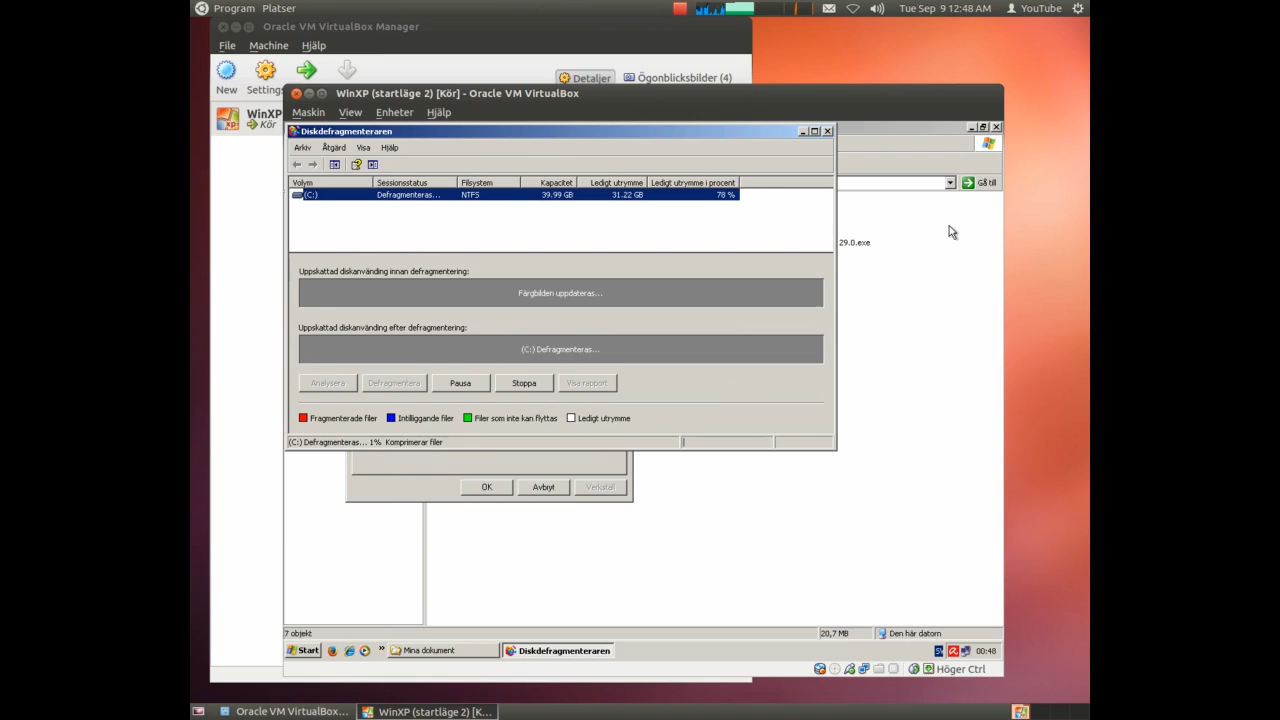 Program Platser
Tue Sep 9 12:48 AM YouTube
Oracle VM VirtualBox Manager
File Machine Hjälp
New Settings
Detaljer Ögonblicksbilder (4)
WinXP
Kör
WinXP (startläge 2) [Kör] - Oracle VM VirtualBox
Maskin View Enheter Hjälp
Diskdefragmenteraren
Arkiv Åtgärd Visa Hjälp
Volym Sessionsstatus Filsystem Kapacitet Ledigt utrymme Ledigt utrymme i procent
(C:) Defragmenteras... NTFS 39.99 GB 31.22 GB 78 %
Gå till
29.0.exe
Uppskattad diskanvänding innan defragmentering:
Färgbilden uppdateras...
Uppskattad diskanvänding efter defragmentering:
(C:) Defragmenteras...
Analysera Defragmentera Pausa Stoppa Visa rapport
Fragmenterade filer Intilliggande filer Filer som inte kan flyttas Ledigt utrymme
(C:) Defragmenteras... 1% Komprimerar filer
OK Avbryt Verkställ
7 objekt 20,7 MB Den här datorn
Start » Mina dokument Diskdefragmenteraren SV 00:48
Höger Ctrl
Oracle VM VirtualBox... WinXP (startläge 2) [K...